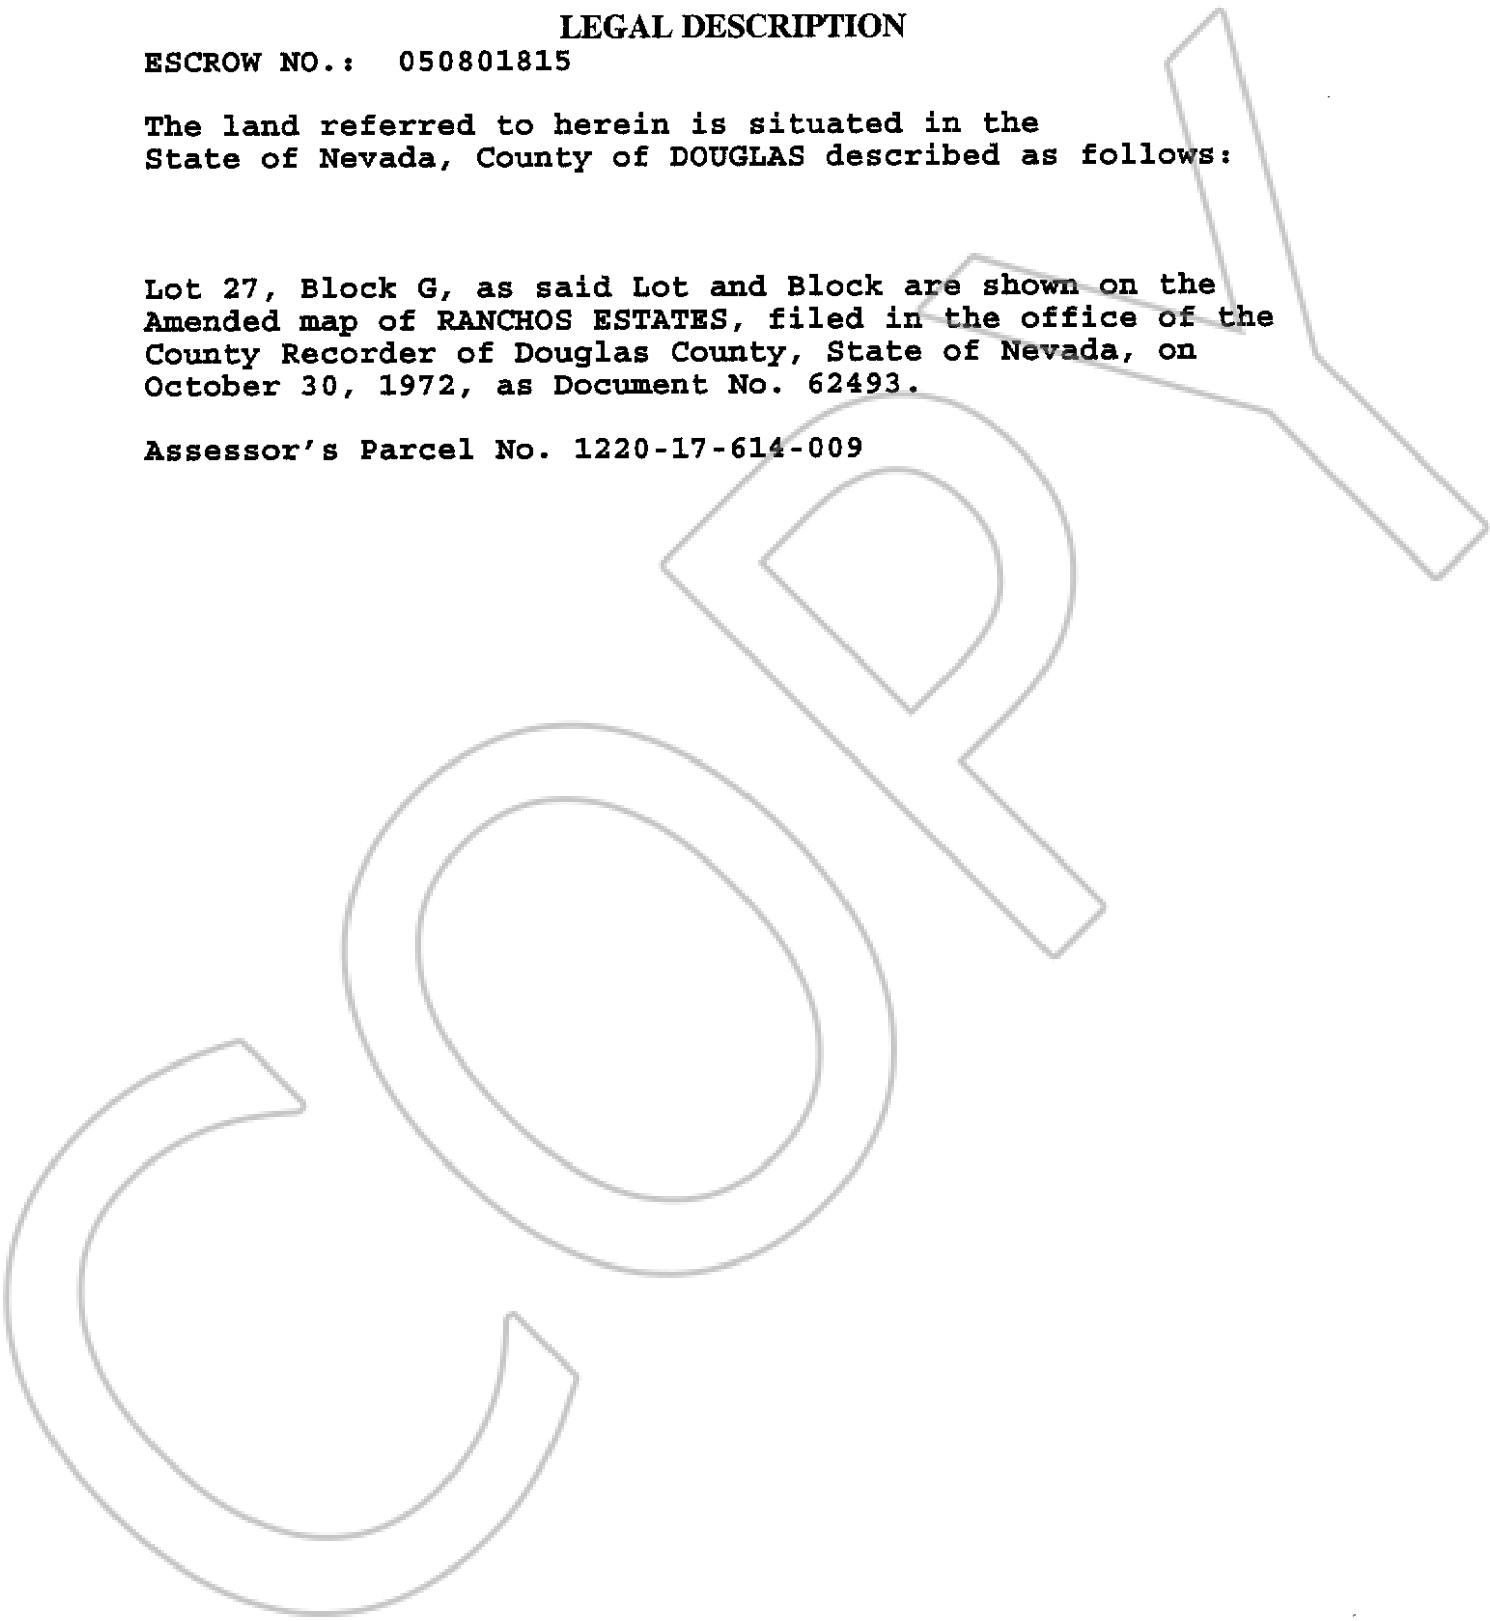 LEGAL DESCRIPTION
ESCROW NO.: 050801815
The land referred to herein is situated in the
State of Nevada, County of DOUGLAS described as follows:
Lot 27, Block G, as said Lot and Block are shown on the
Amended map of RANCHOS ESTATES, filed in the office of the
County Recorder of Douglas County, State of Nevada, on
October 30, 1972, as Document No. 62493.
Assessor's Parcel No. 1220-17-614-009
COPY